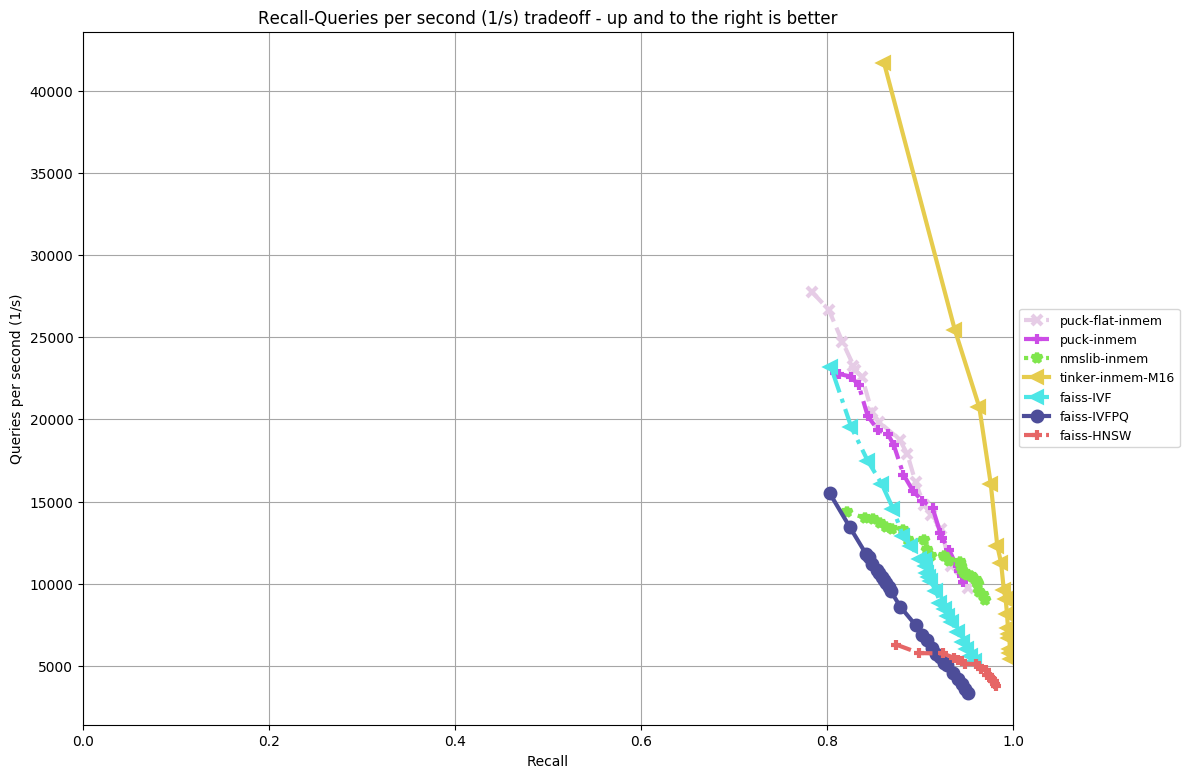 Recall-Queries per second (1/s) tradeoff - up and to the right is better
Queries per second (1/s)
40000
35000
30000
25000
20000
15000
10000
5000
0.0
0.2
0.4
0.6
0.8
1.0
Recall
puck-flat-inmem
puck-inmem
nmslib-inmem
tinker-inmem-M16
faiss-IVF
faiss-IVFPQ
faiss-HNSW